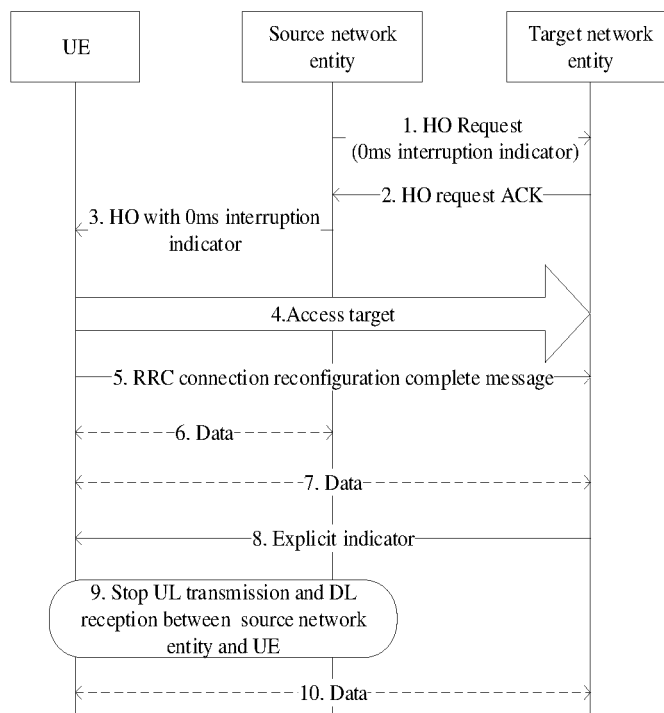 UE
Source network
entity
Target network
entity
1. HO Request
(0ms interruption indicator)
2. HO request ACK
3. HO with 0ms interruption
indicator
4.Access target
5. RRC connection reconfiguration complete message
6. Data
7. Data
8. Explicit indicator
9. Stop UL transmission and DL
reception between source network
entity and UE
10. Data